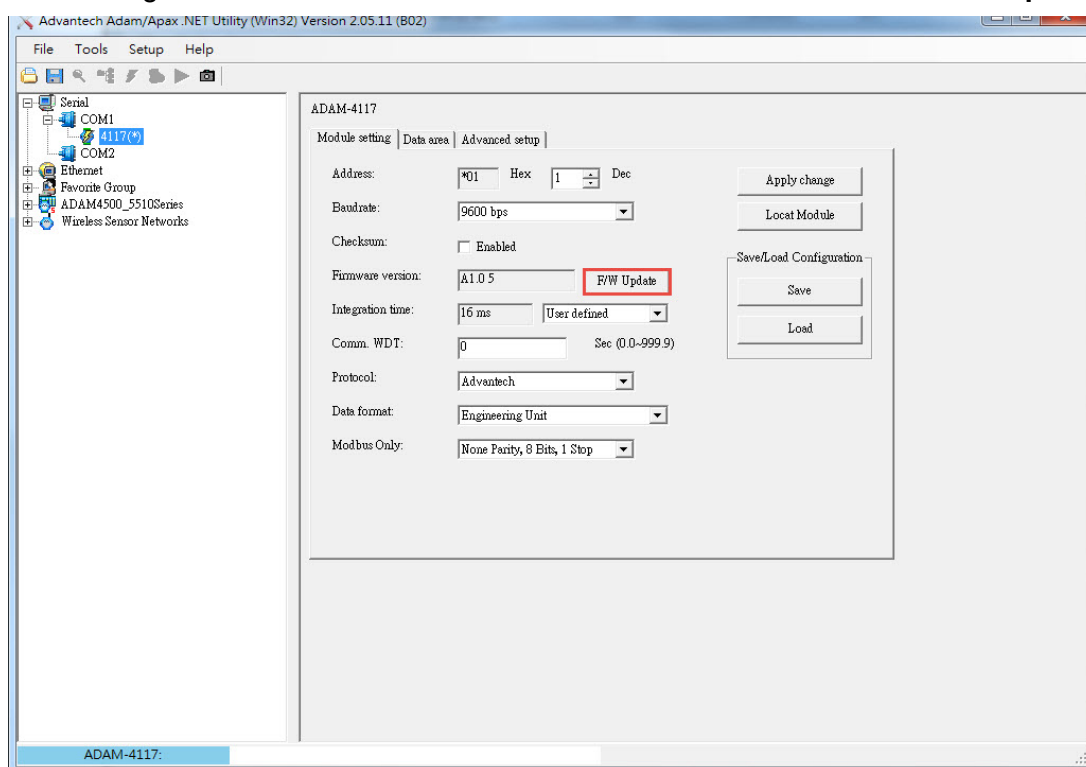 Advantech Adam/Apax .NET Utility (Win32) Version 2.05.11 (B02)
File Tools Setup Help
Serial
COM1
4117(*)
COM2
Ethernet
Favorite Group
ADAM4500_5510Series
Wireless Sensor Networks
ADAM-4117
Module setting Data area Advanced setup
Address: *01 Hex 1 Dec
Baudrate: 9600 bps
Checksum: Enabled
Firmware version: A1.05 F/W Update
Integration time: 16 ms User defined
Comm. WDT: 0 Sec (0.0~999.9)
Protocol: Advantech
Data format: Engineering Unit
Modbus Only: None Parity, 8 Bits, 1 Stop
Apply change
Locat Module
Save/Load Configuration
Save
Load
ADAM-4117: